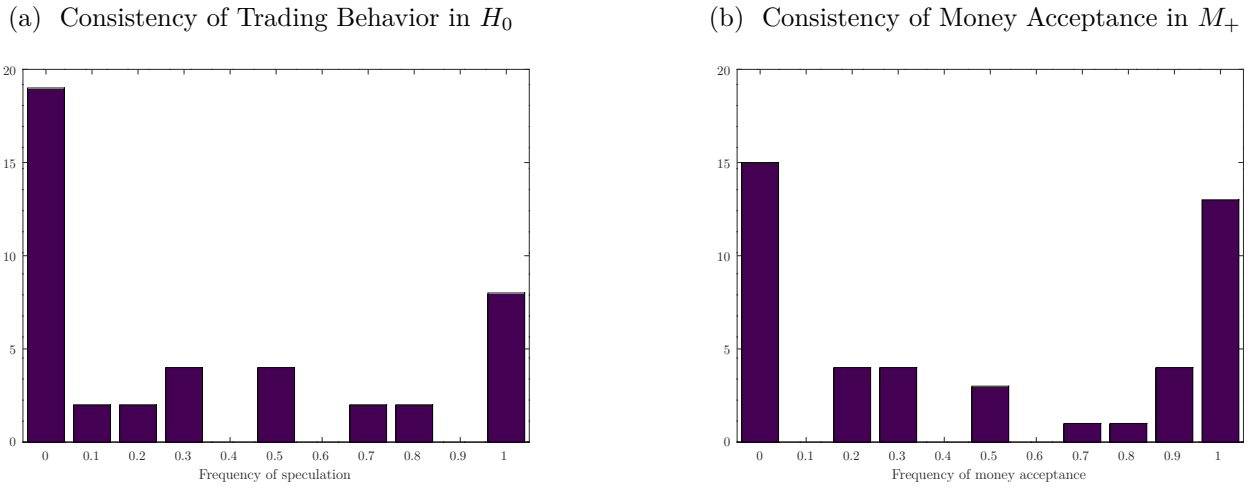 (a) Consistency of Trading Behavior in H₀
20
15
10
5
0
0 0.1 0.2 0.3 0.4 0.5 0.6 0.7 0.8 0.9 1
Frequency of speculation
(b) Consistency of Money Acceptance in M₊
20
15
10
5
0
0 0.1 0.2 0.3 0.4 0.5 0.6 0.7 0.8 0.9 1
Frequency of money acceptance